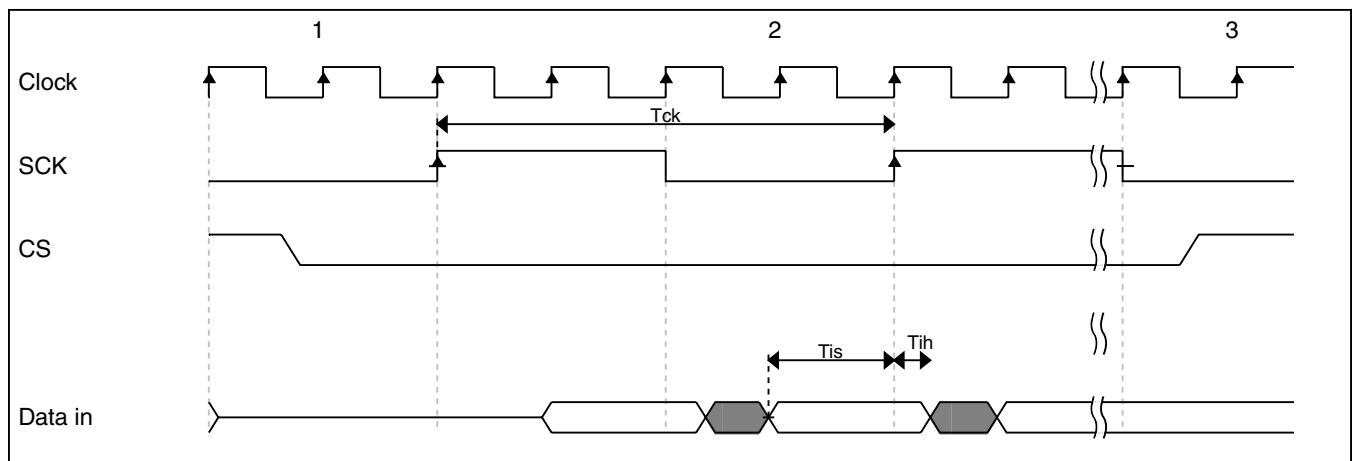 1 2 3
Clock
Tck
SCK
CS
Tis Tih
Data in